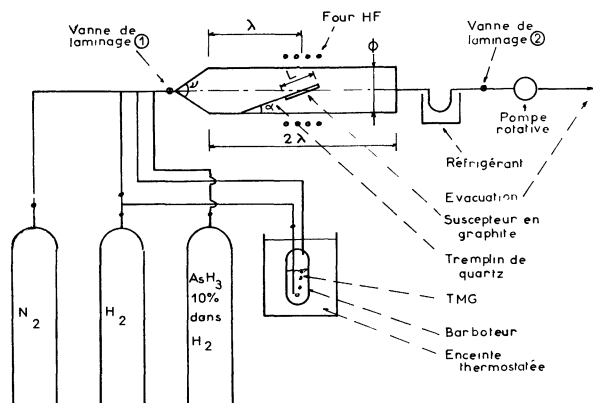 Vanne de
laminage ①
λ
Four HF
ϕ
Vanne de
laminage ②
ν
L
α
2 λ
Pompe
rotative
Réfrigérant
Evacuation
Suscepteur en
graphite
Tremplin de
quartz
TMG
Barboteur
Enceinte
thermostatée
N2
H2
AsH3
10%
dans
H2